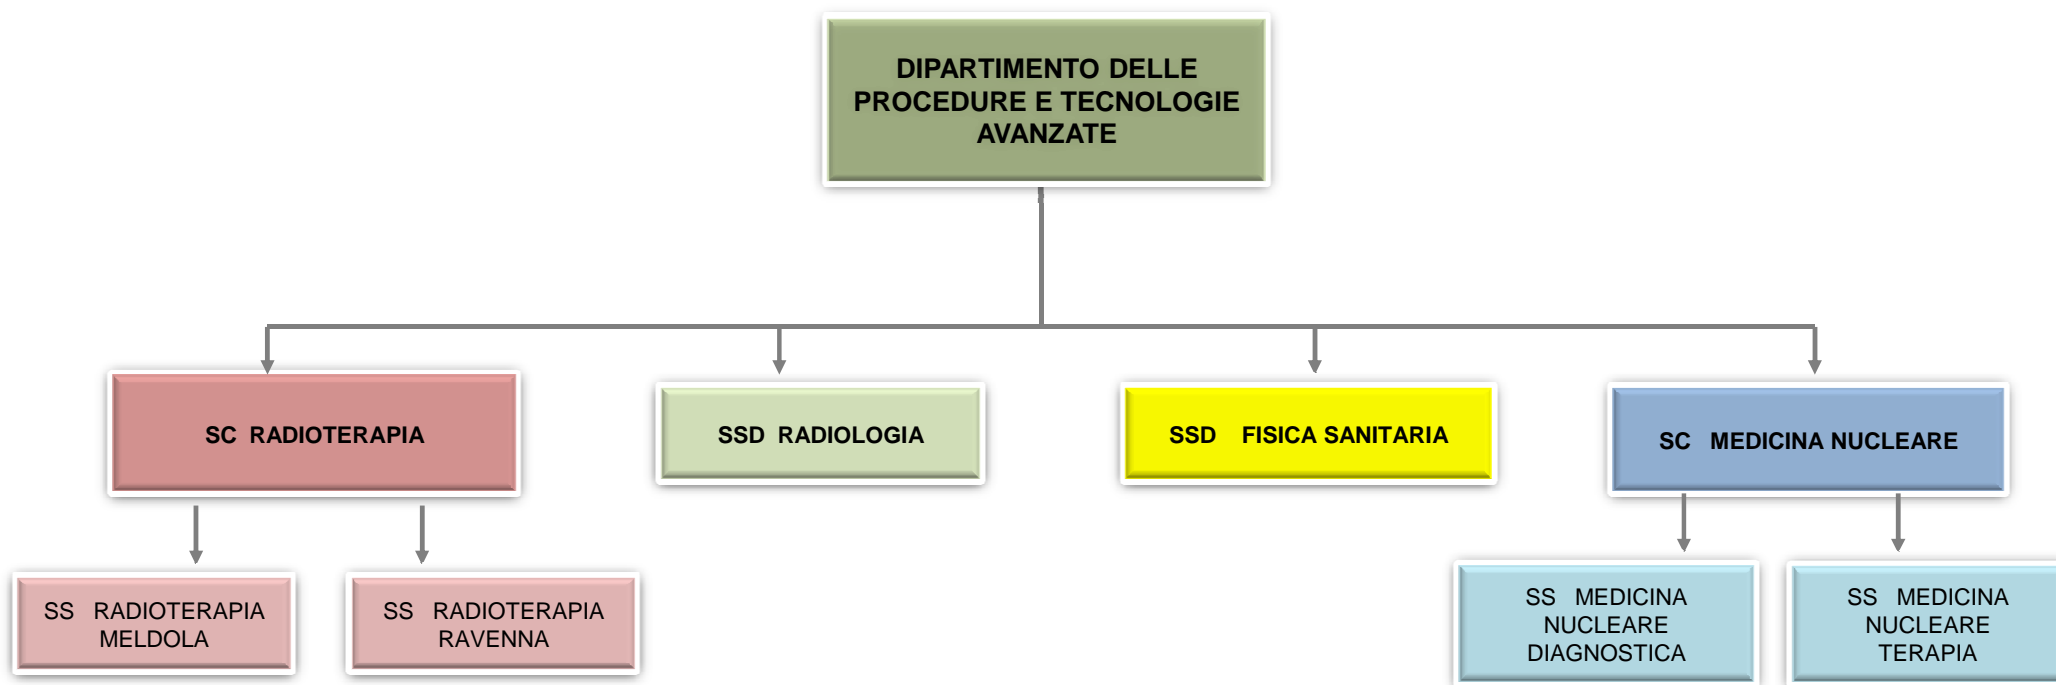 DIPARTIMENTO DELLE
PROCEDURE E TECNOLOGIE
AVANZATE
SC RADIOTERAPIA
SSD RADIOLOGIA
SSD FISICA SANITARIA
SC MEDICINA NUCLEARE
SS RADIOTERAPIA
MELDOLA
SS RADIOTERAPIA
RAVENNA
SS MEDICINA
NUCLEARE
DIAGNOSTICA
SS MEDICINA
NUCLEARE
TERAPIA